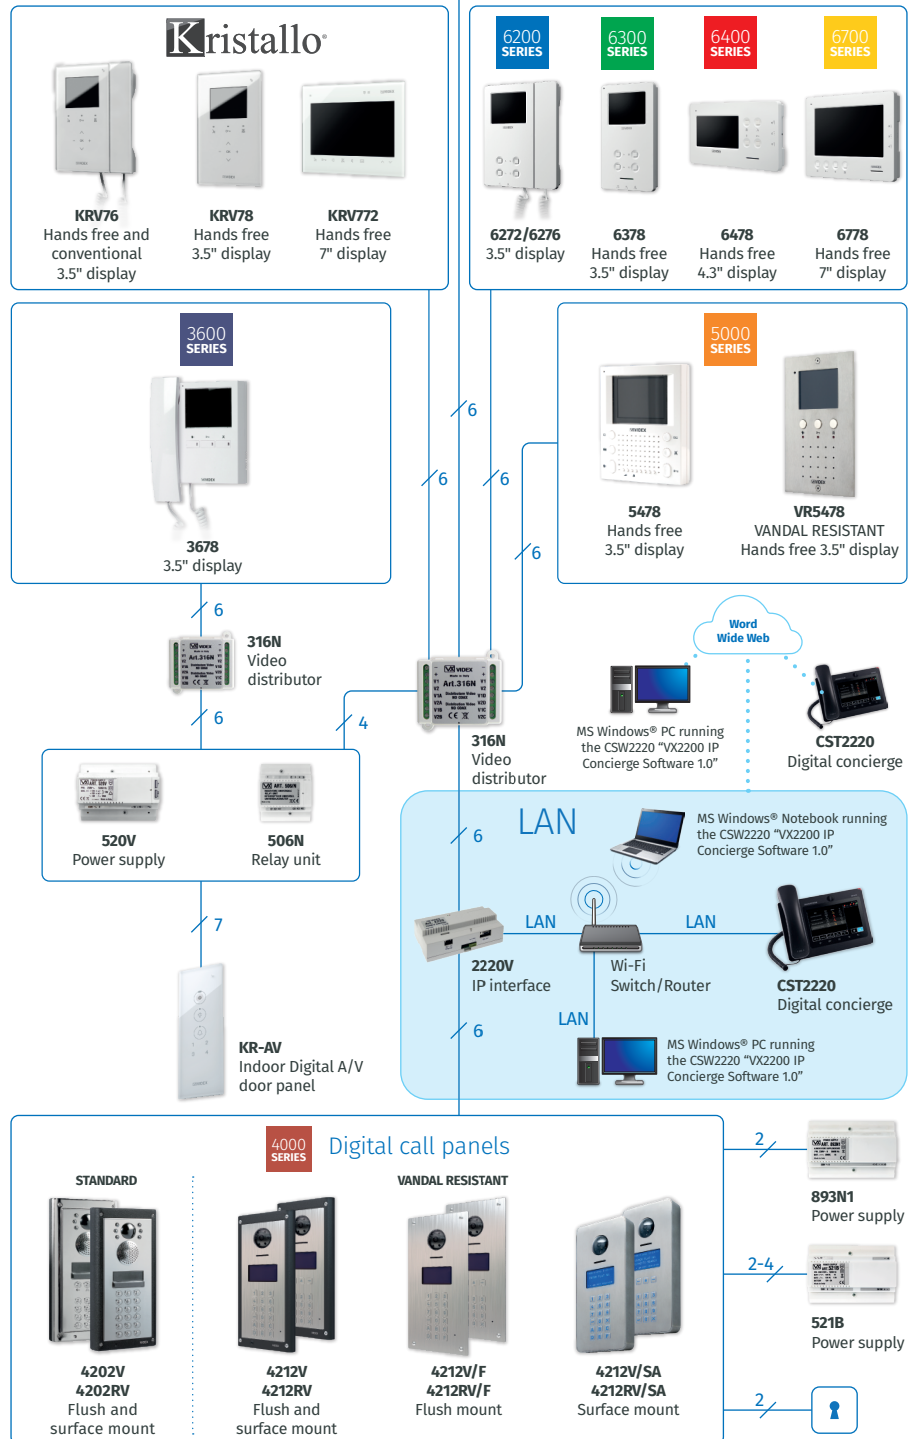 Kristallo®
KRV76
Hands free and
conventional
3.5" display
KRV78
Hands free
3.5" display
KRV772
Hands free
7" display
6200
SERIES
6300
SERIES
6400
SERIES
6700
SERIES
6272/6276
3.5" display
6378
Hands free
3.5" display
6478
Hands free
4.3" display
6778
Hands free
7" display
3600
SERIES
3678
3.5" display
5000
SERIES
VIDEX
5478
Hands free
3.5" display
VR5478
VANDAL RESISTANT
Hands free 3.5" display
6
6
6
6
6
316N
Video
distributor
Art.316N
6
4
VIDEX
Art.316N
316N
Video
distributor
Word
Wide Web
MS Windows® PC running
the CSW2220 “VX2200 IP
Concierge Software 1.0”
CST2220
Digital concierge
520V
Power supply
506N
Relay unit
7
KR-AV
Indoor Digital A/V
door panel
6
LAN
MS Windows® Notebook running
the CSW2220 “VX2200 IP
Concierge Software 1.0”
LAN
LAN
2220V
IP interface
Wi-Fi
Switch/Router
CST2220
Digital concierge
LAN
6
MS Windows® PC running
the CSW2220 “VX2200 IP
Concierge Software 1.0”
4000
SERIES
Digital call panels
STANDARD
VANDAL RESISTANT
4202V
4202RV
Flush and
surface mount
4212V
4212RV
Flush and
surface mount
4212V/F
4212RV/F
Flush mount
4212V/SA
4212RV/SA
Surface mount
2
893N1
Power supply
2-4
521B
Power supply
2